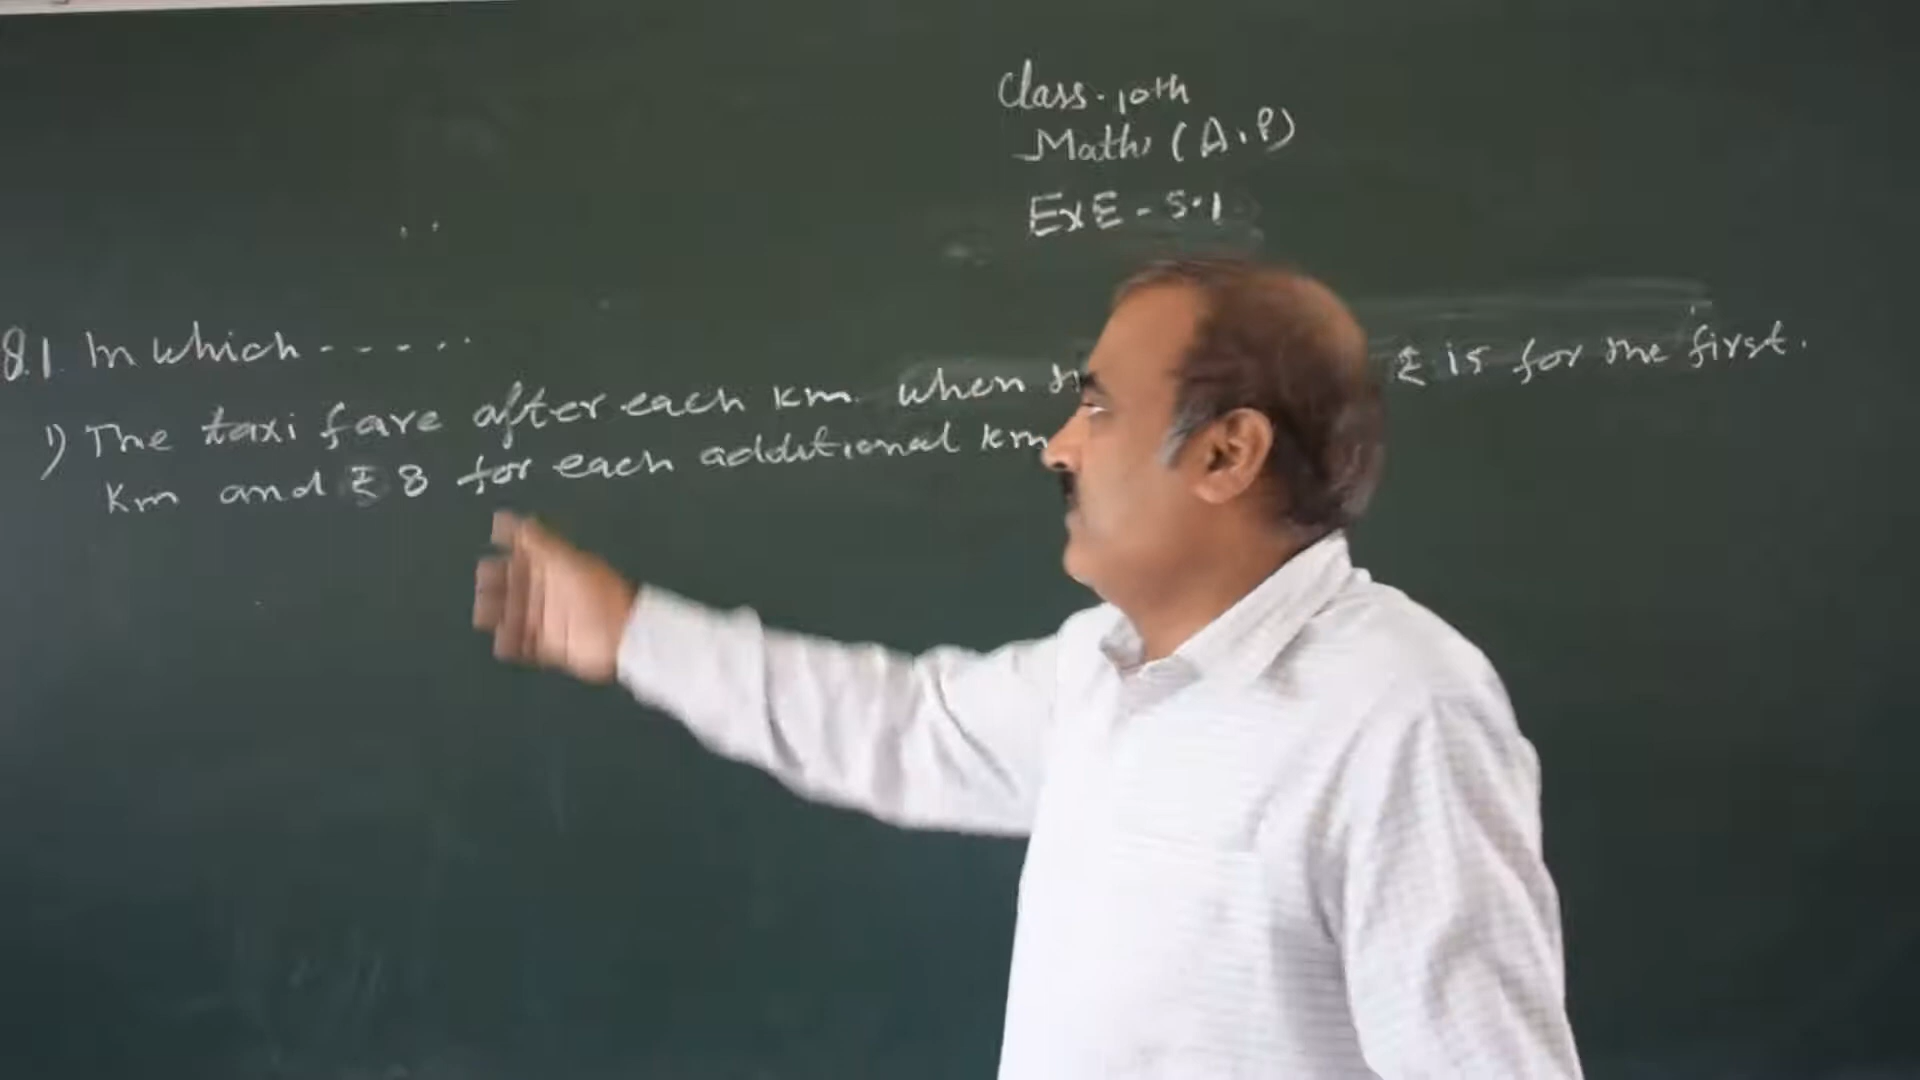 Class. 10th
Maths (A.P)
EXE - 5.1
Q.1. In which - - - - . .
1) The taxi fare after each km. when ₹ 15 for the first.
km and ₹ 8 for each additional km